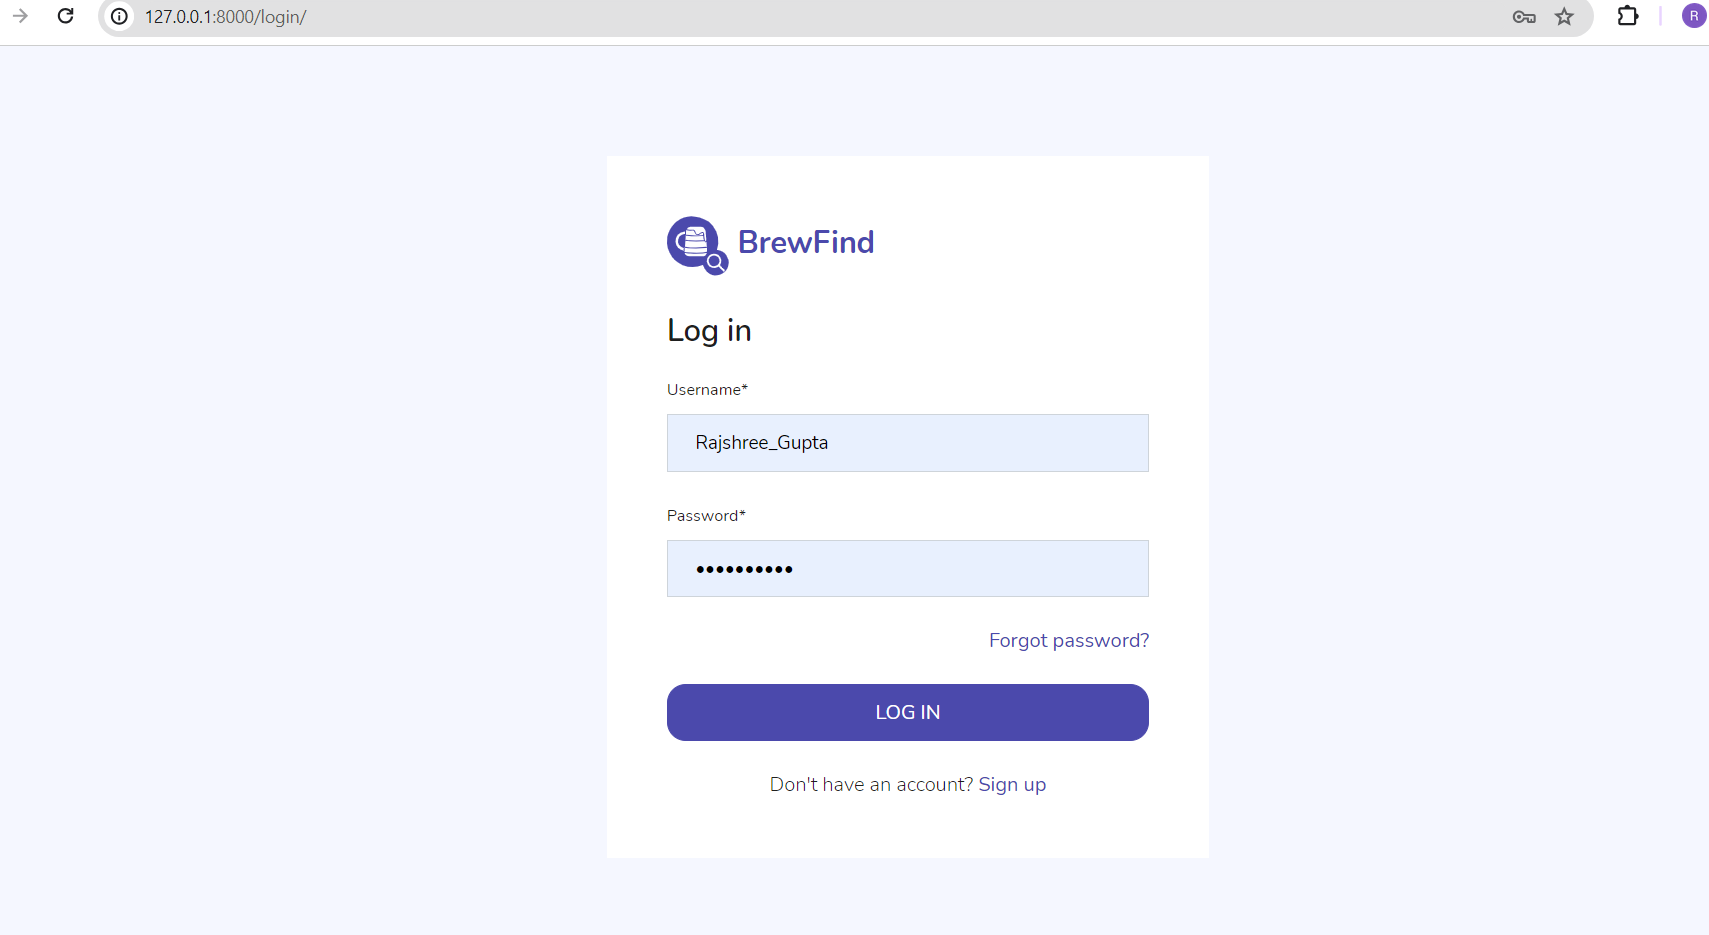 127.0.0.1:8000/login/
R
BrewFind
Log in
Username*
Rajshree_Gupta
Password*
••••••••••
Forgot password?
LOG IN
Don't have an account? Sign up